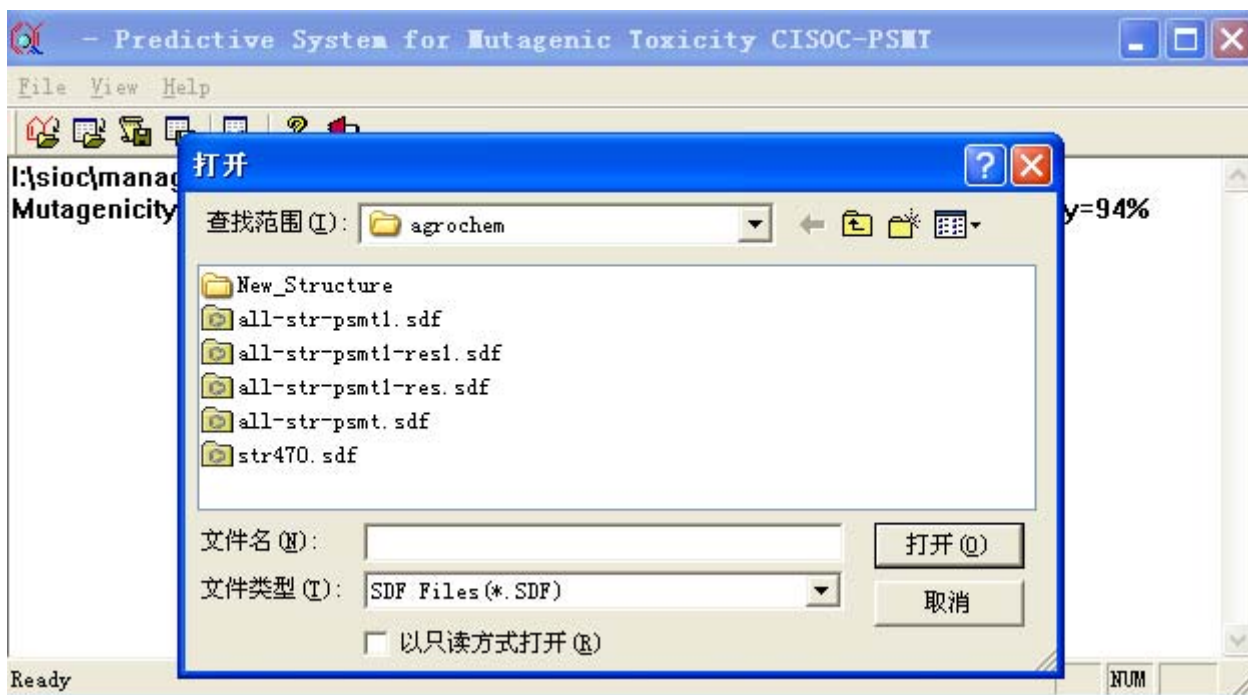 - Predictive System for Mutagenic Toxicity CISOC-PSMT
File View Help
I:\sioc\manag
Mutagenicity
y=94%
打开
查找范围(I): agrochem
New_Structure
all-str-psmt1.sdf
all-str-psmt1-res1.sdf
all-str-psmt1-res.sdf
all-str-psmt.sdf
str470.sdf
文件名(N):
打开(O)
文件类型(T): SDF Files(*.SDF)
取消
以只读方式打开(R)
Ready
NUM